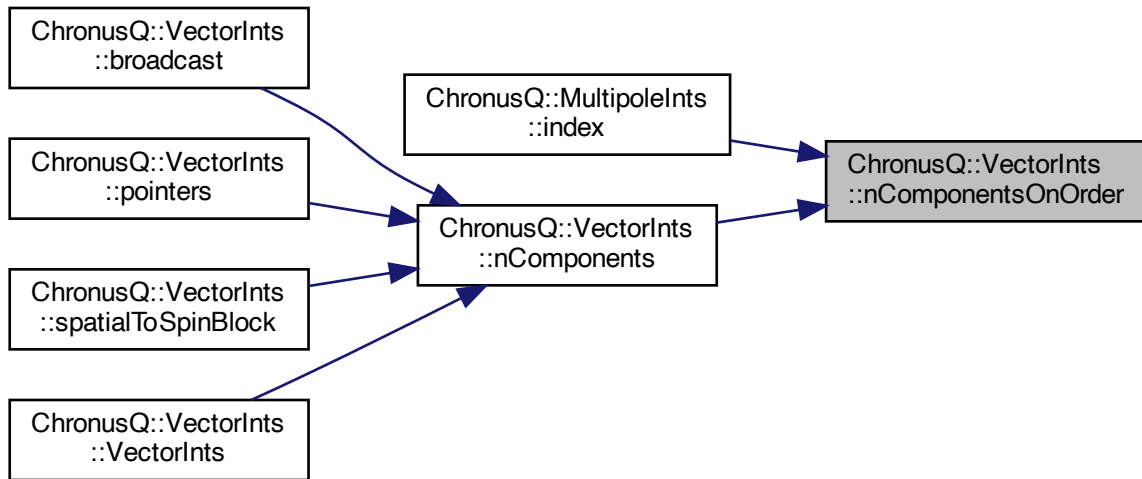 ChronusQ::VectorInts
::broadcast
ChronusQ::VectorInts
::pointers
ChronusQ::VectorInts
::spatialToSpinBlock
ChronusQ::VectorInts
::VectorInts
ChronusQ::MultipoleInts
::index
ChronusQ::VectorInts
::nComponents
ChronusQ::VectorInts
::nComponentsOnOrder